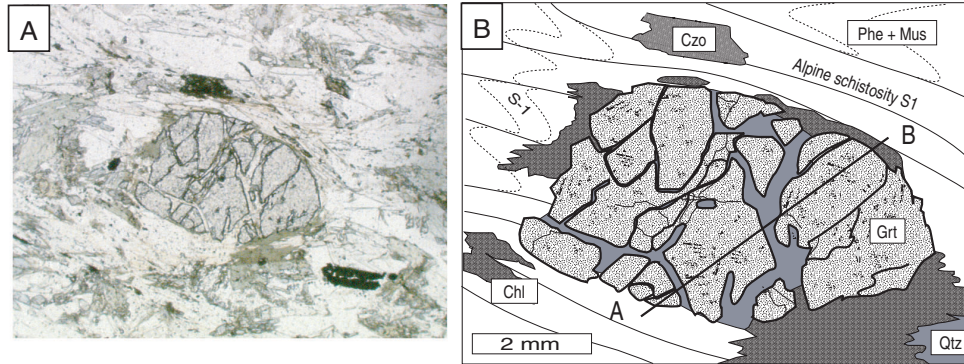 A
B
Czo
Phe + Mus
Alpine schistosity S1
S-1
B
Grt
Chl
A
2 mm
Qtz